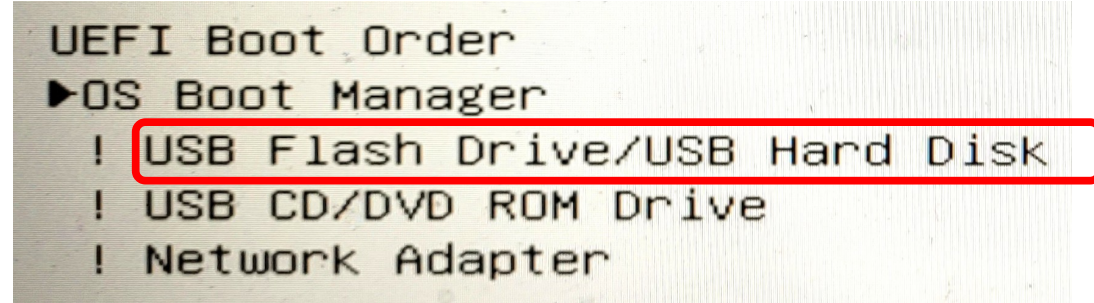 UEFI Boot Order
►OS Boot Manager
! USB Flash Drive/USB Hard Disk
! USB CD/DVD ROM Drive
! Network Adapter